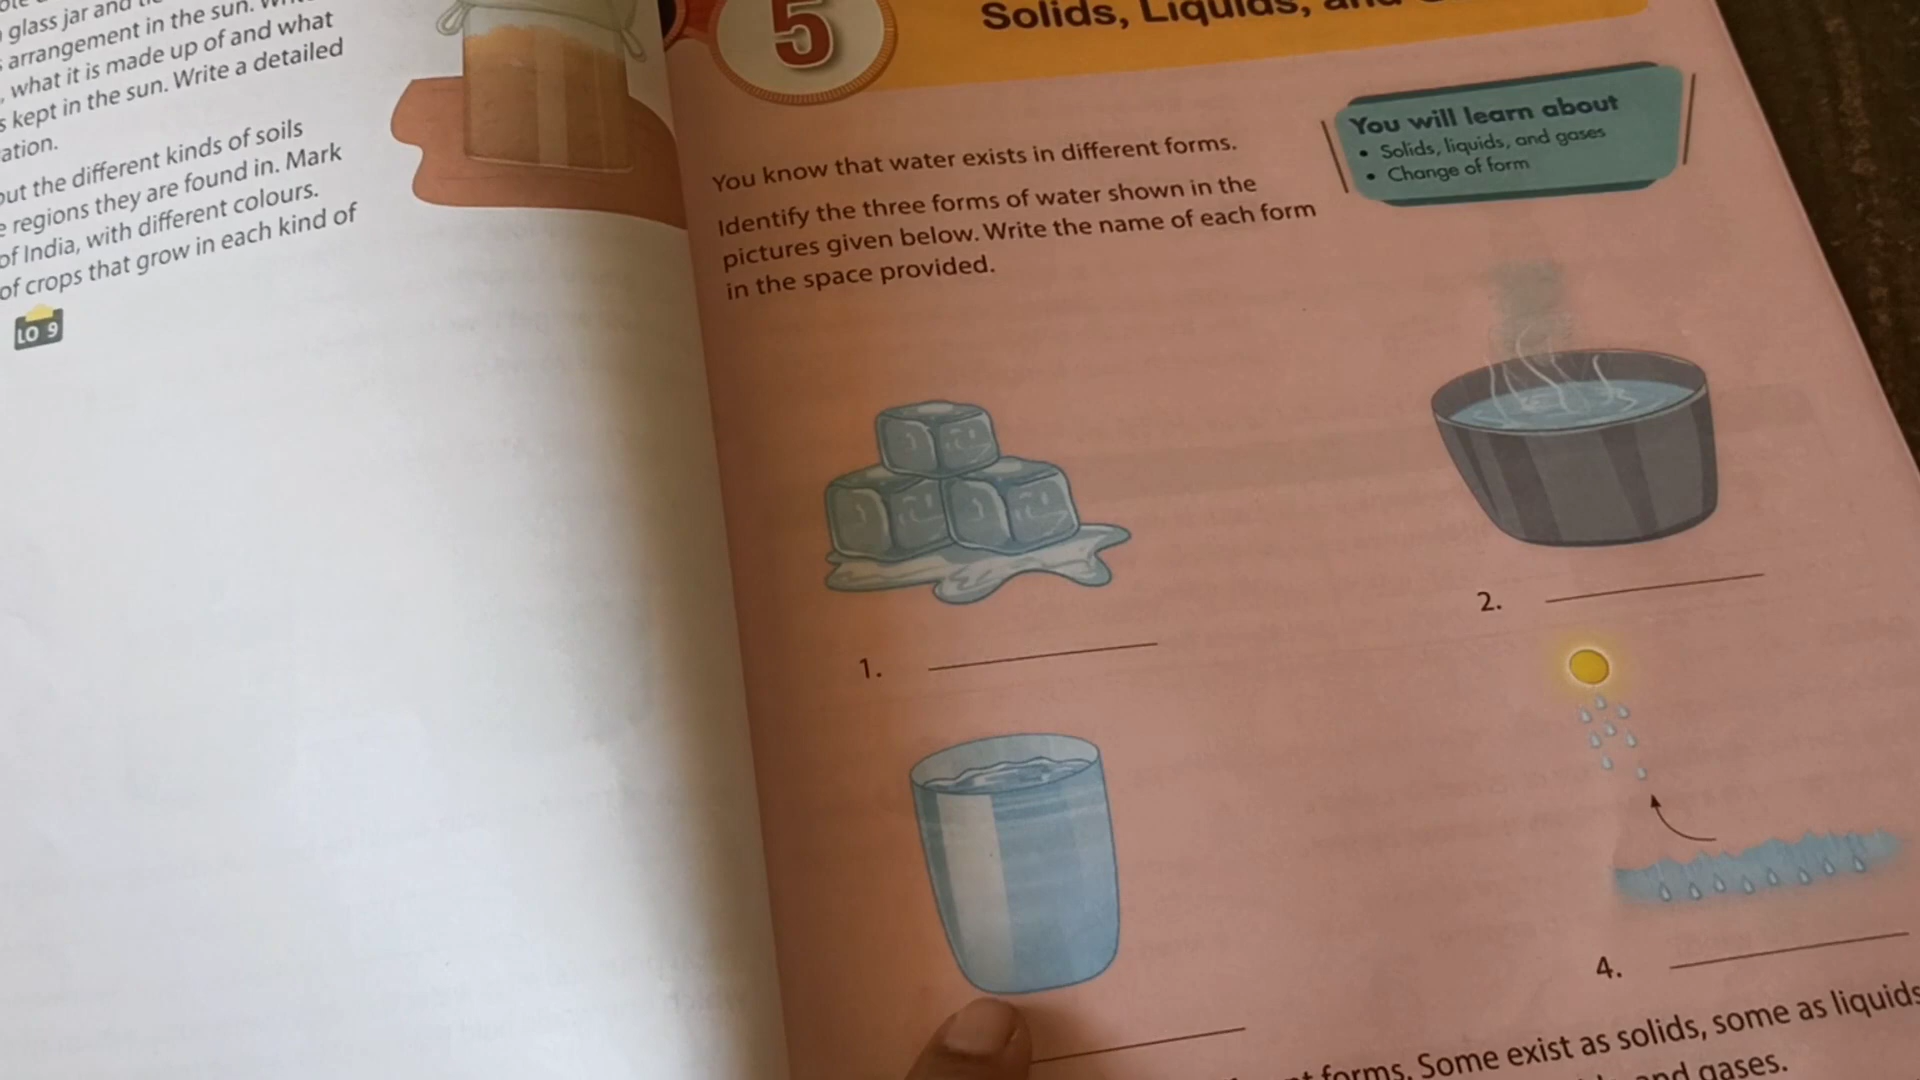 glass jar and
arrangement in the sun.
, what it is made up of and what
kept in the sun. Write a detailed
ation.
out the different kinds of soils
regions they are found in. Mark
of India, with different colours.
of crops that grow in each kind of
LO 9
5
Solids, Liquids, and
You will learn about
• Solids, liquids, and gases
• Change of form
You know that water exists in different forms.
Identify the three forms of water shown in the
pictures given below. Write the name of each form
in the space provided.
1.
2.
4.
forms. Some exist as solids, some as liquids
and gases.